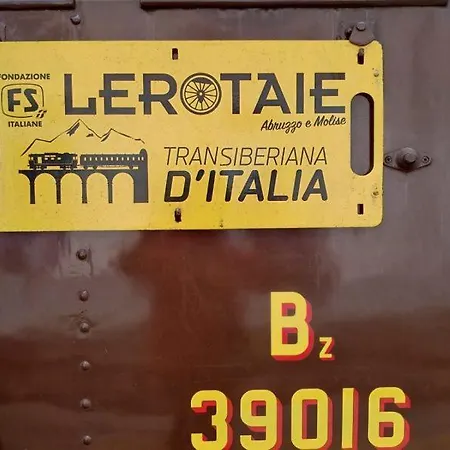 FONDAZIONE
FS
ITALIANE
LEROTAIE
Abruzzo e Molise
TRANSIBERIANA
D'ITALIA
Bz
39016